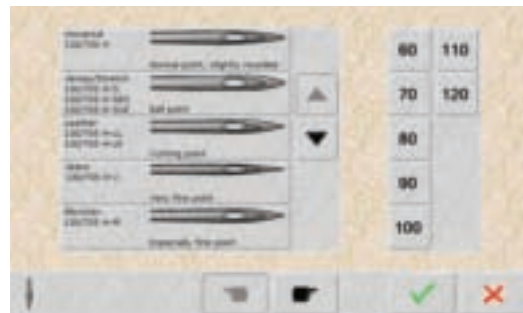 Universal
130/705 H
Normal point, slightly rounded
Jersey/Stretch
130/705 H-S
130/705 H-SES
130/705 H-SUK
Ball point
Leather
130/705 H-LL
130/705 H-LR
Cutting point
Jeans
130/705 H-J
Very fine point
Microtex
130/705 H-M
Especially fine point
60 110
70 120
80
90
100